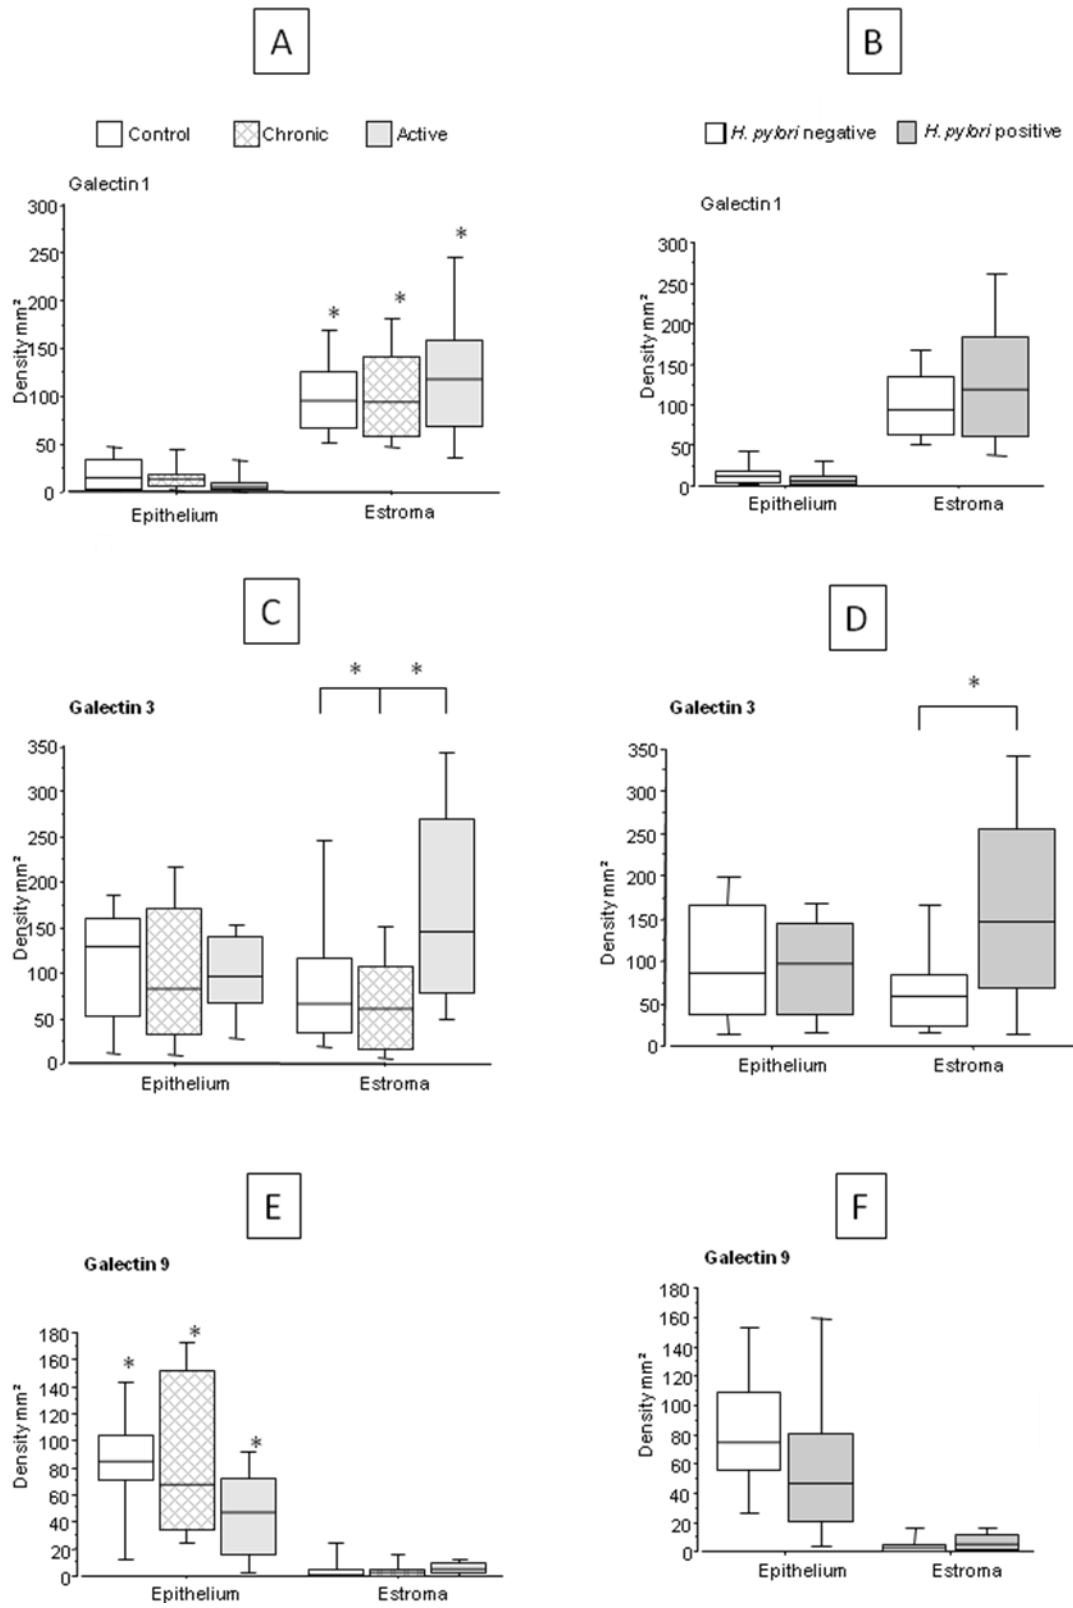 A
B
Control Chronic Active
H. pylori negative H. pylori positive
Galectin 1
Galectin 1
Density mm²
300
250
200
150
100
50
0
* * *
Epithelium Estroma
Density mm²
300
250
200
150
100
50
0
Epithelium Estroma
C
D
* *
*
Galectin 3
Galectin 3
Density mm²
350
300
250
200
150
100
50
0
Epithelium Estroma
Density mm²
350
300
250
200
150
100
50
0
Epithelium Estroma
E
F
Galectin 9
Galectin 9
Density mm²
180
160
140
120
100
80
60
40
20
0
* * *
Epithelium Estroma
Density mm²
180
160
140
120
100
80
60
40
20
0
Epithelium Estroma